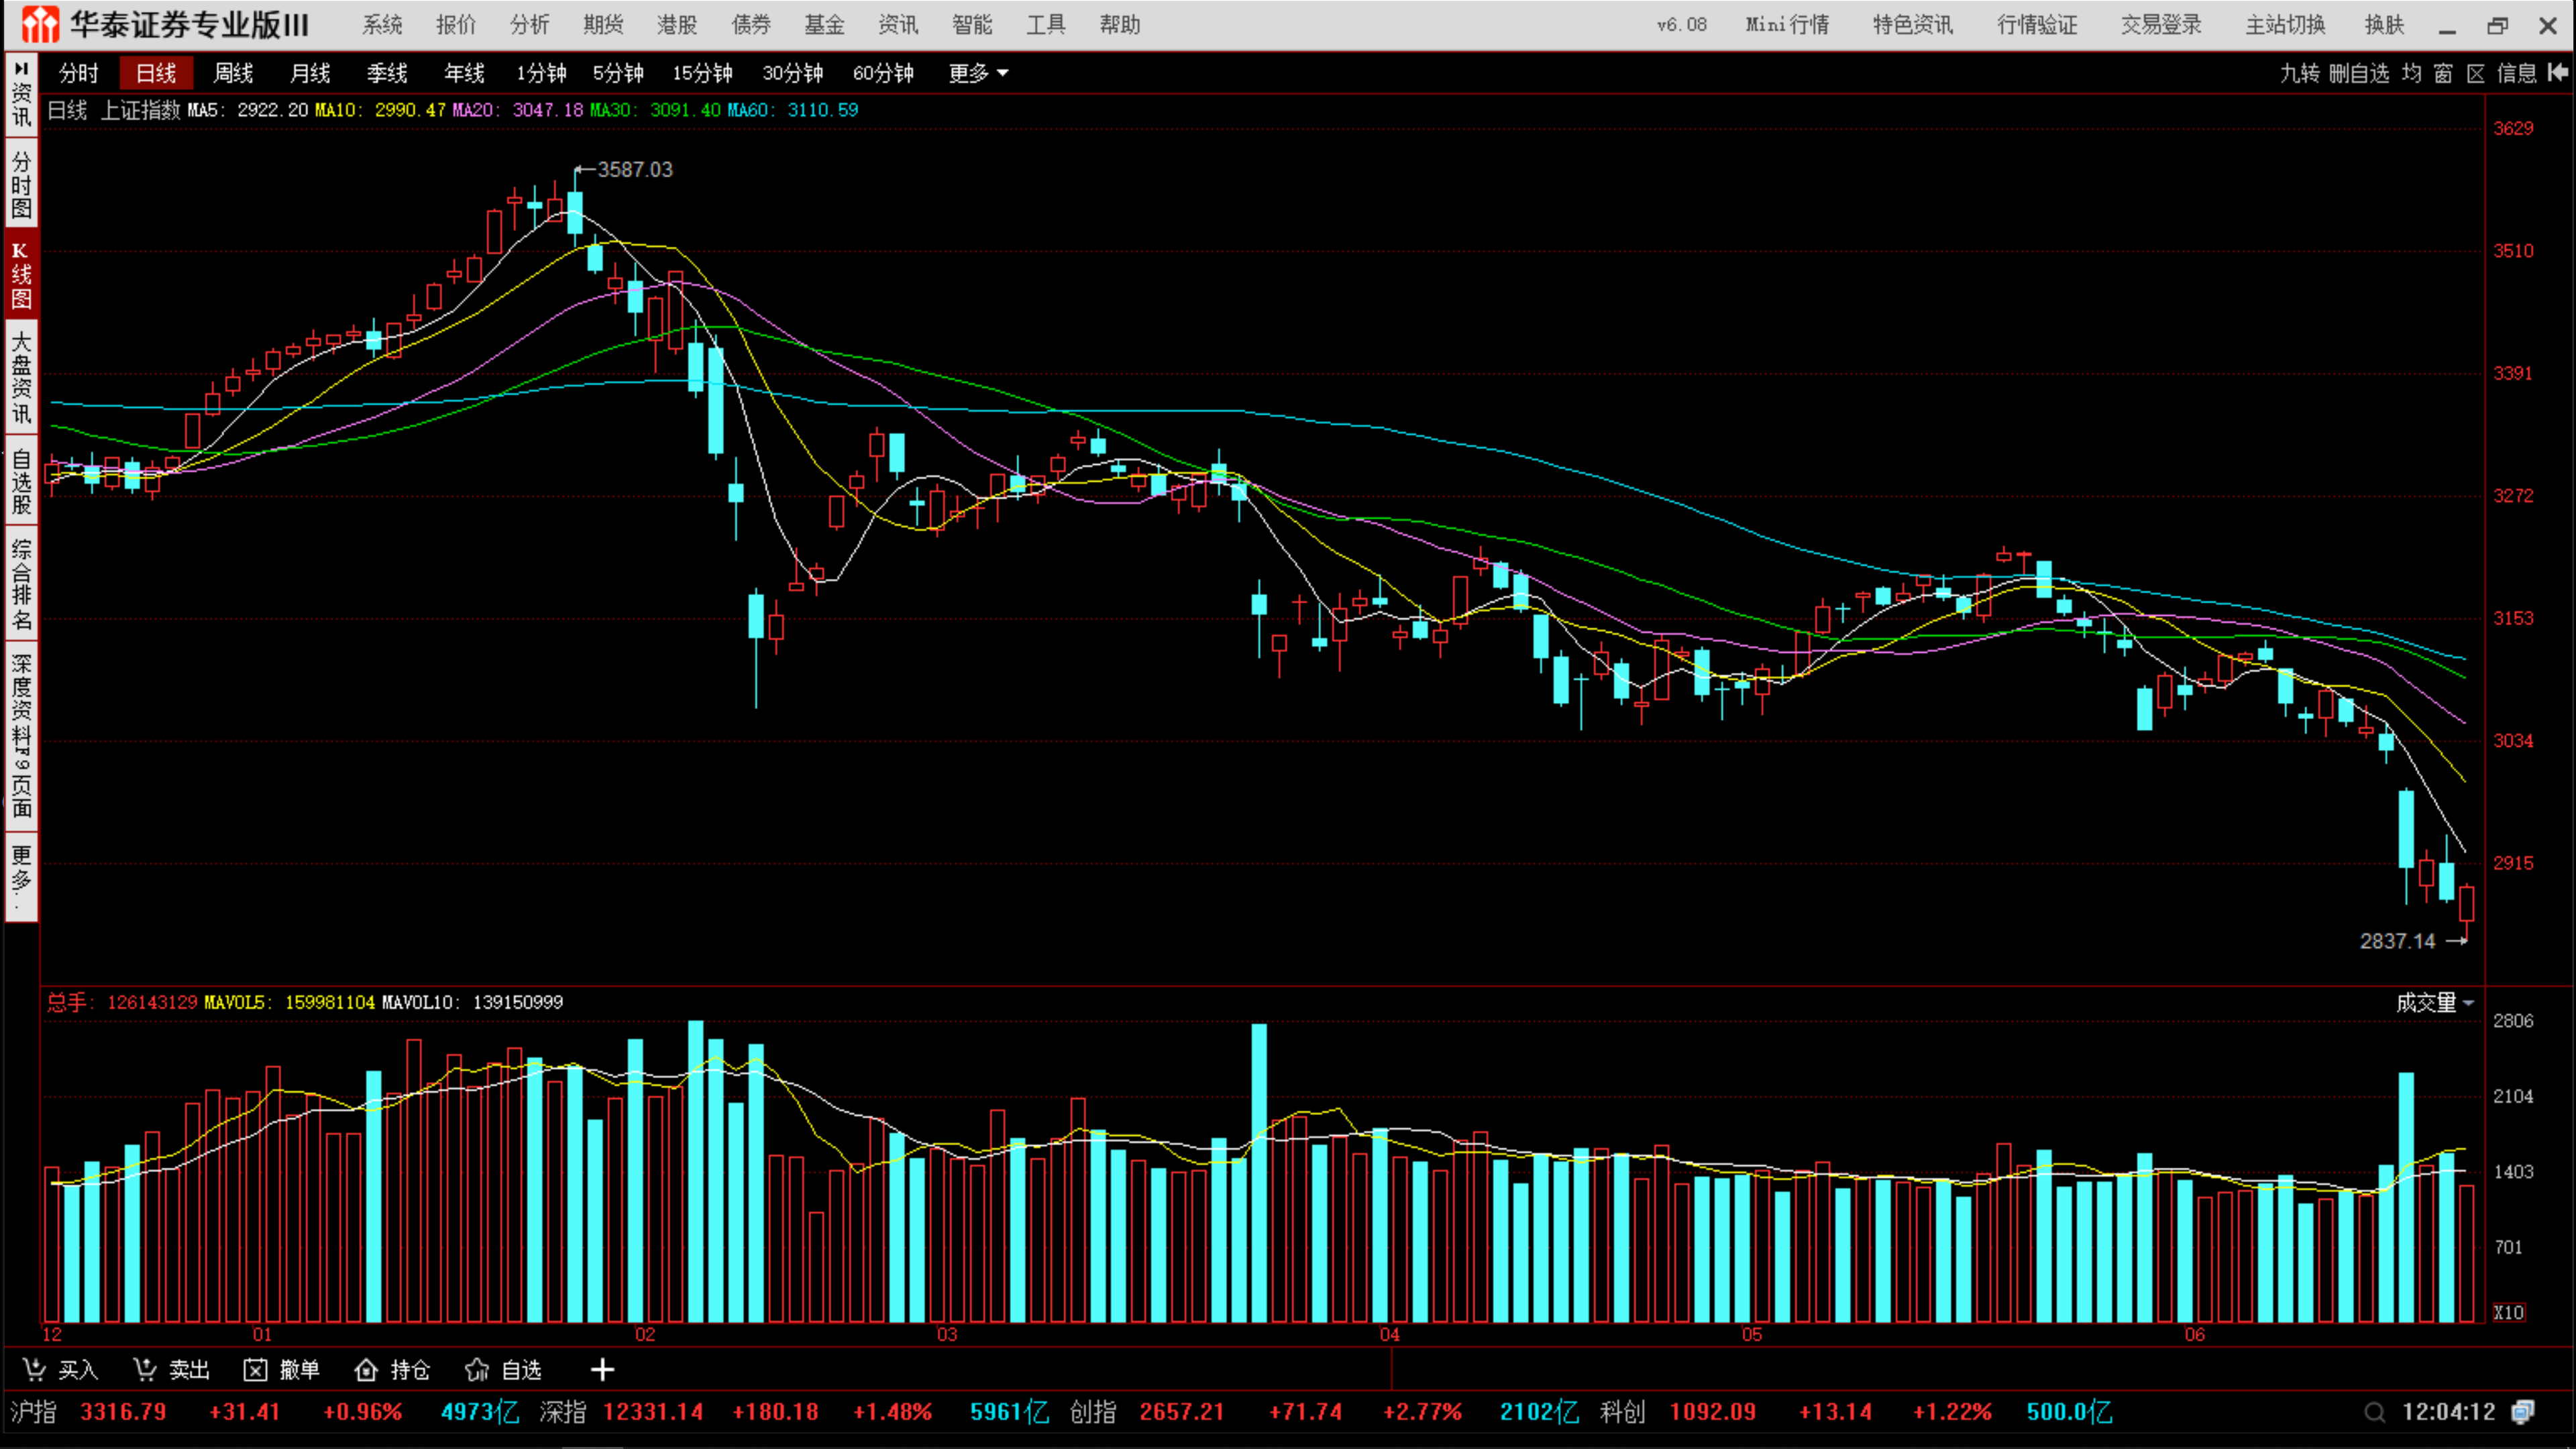 华泰证券专业版III 系统 报价 分析 期货 港股 债券 基金 资讯 智能 工具 帮助 v6.08 Mini行情 特色资讯 行情验证 交易登录 主站切换 换肤
分时 日线 周线 月线 季线 年线 1分钟 5分钟 15分钟 30分钟 60分钟 更多 九转 删自选 均 窗 区 信息
资讯
分时图
K线图
大盘资讯
自选股
综合排名
深度资料F9页面
更多..
日线 上证指数 MA5: 2922.20 MA10: 2990.47 MA20: 3047.18 MA30: 3091.40 MA60: 3110.59
3629
3587.03
3510
3391
3272
3153
3034
2915
2837.14
总手: 126143129 MAVOL5: 159981104 MAVOL10: 139150999 成交量
2806
2104
1403
701
X10
12 01 02 03 04 05 06
买入 卖出 撤单 持仓 自选 +
沪指 3316.79 +31.41 +0.96% 4973亿 深指 12331.14 +180.18 +1.48% 5961亿 创指 2657.21 +71.74 +2.77% 2102亿 科创 1092.09 +13.14 +1.22% 500.0亿 12:04:12